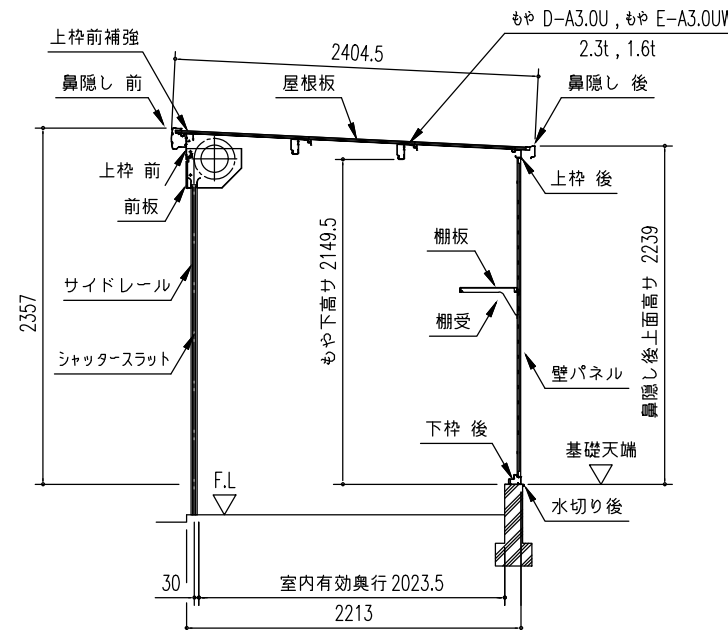 もや D-A3.0U , もや E-A3.0UW
2.3t , 1.6t
上枠前補強
2404.5
鼻隠し 前
屋根板
鼻隠し 後
上枠 前
上枠 後
前板
棚板
サイドレール
もや下高サ 2149.5
鼻隠し後上面高サ 2239
2357
棚受
シャッタースラット
壁パネル
下枠 後
基礎天端
F.L
水切り後
30
室内有効奥行 2023.5
2213